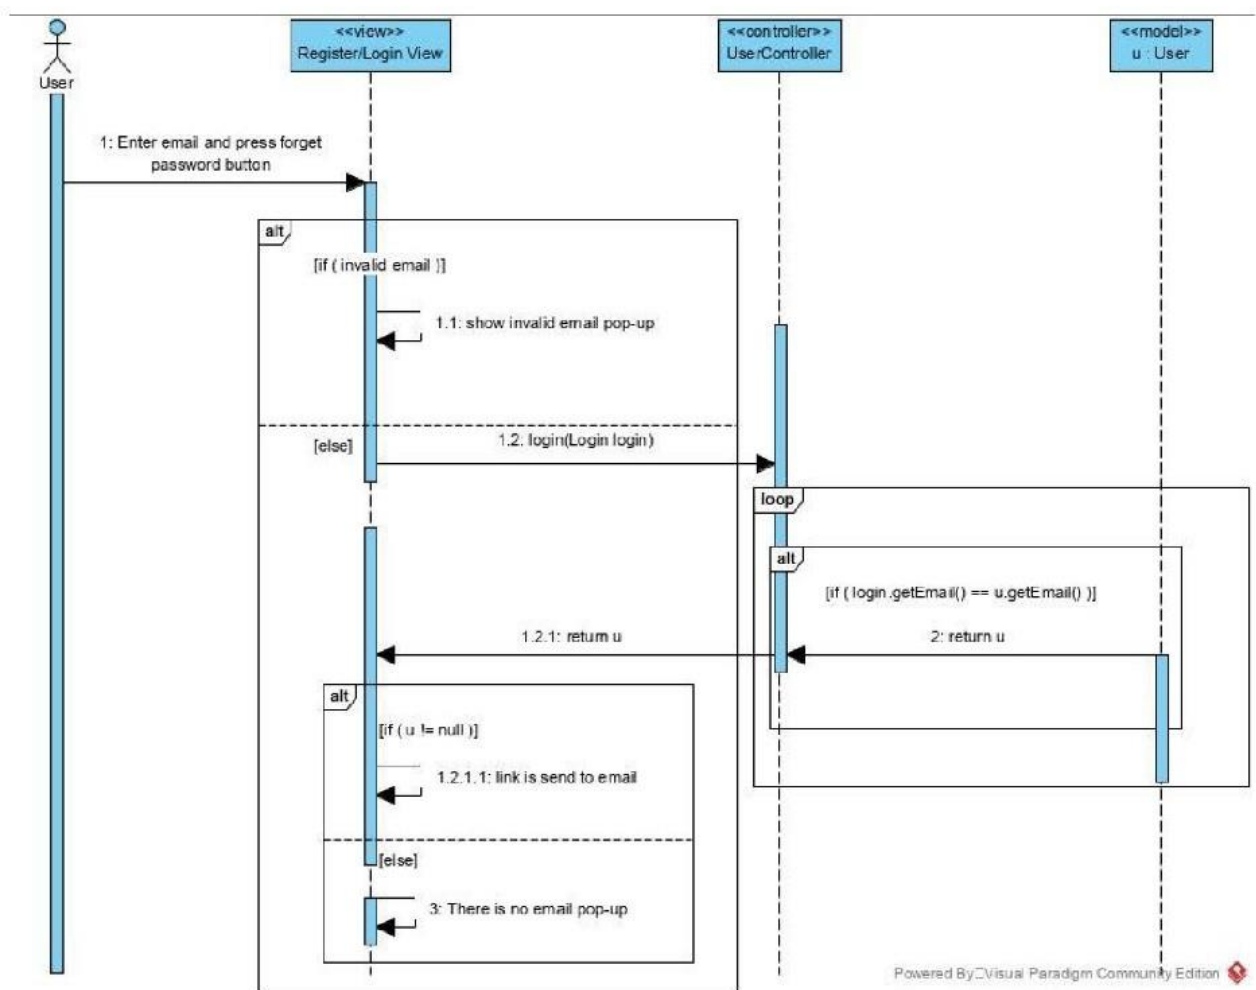 <<view>>
Register/Login View
<<controller>>
UserController
<<model>>
u : User
User
1: Enter email and press forget
password button
alt
[if ( invalid email )]
1.1: show invalid email pop-up
[else]
1.2. login(Login login)
loop
alt
[if ( login.getEmail() == u.getEmail() )]
1.2.1: return u
2: return u
alt
[if ( u != null )]
1.2.1.1: link is send to email
[else]
3: There is no email pop-up
Powered By□Visual Paradigm Community Edition